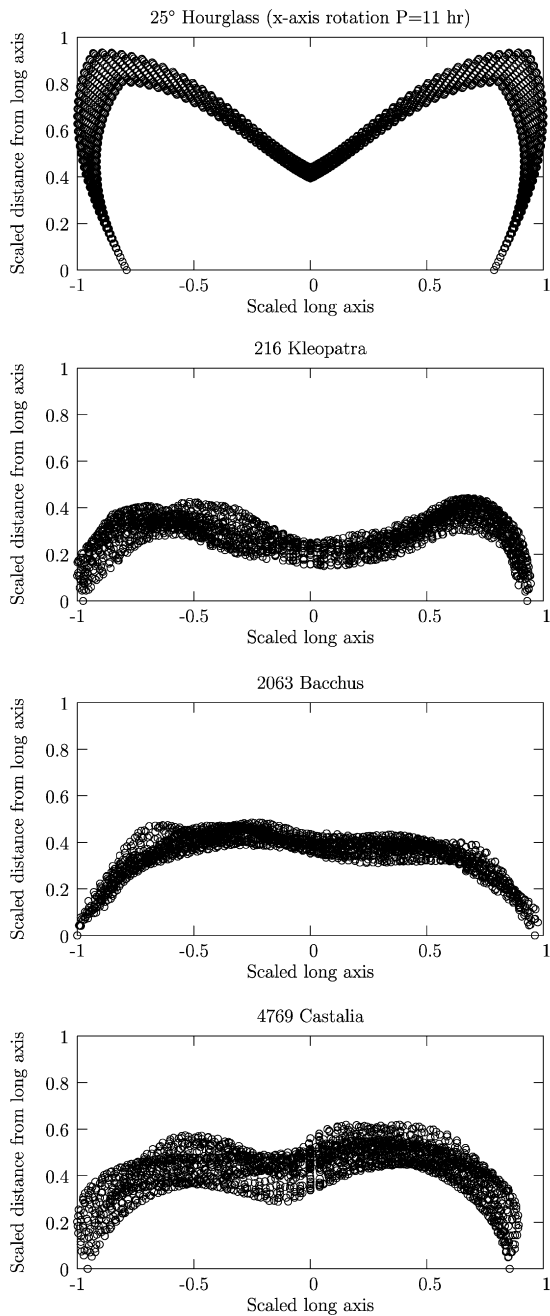 25° Hourglass (x-axis rotation P=11 hr)
1
0.8
0.6
0.4
0.2
0
-1 -0.5 0 0.5 1
Scaled distance from long axis
Scaled long axis
216 Kleopatra
1
0.8
0.6
0.4
0.2
0
-1 -0.5 0 0.5 1
Scaled distance from long axis
Scaled long axis
2063 Bacchus
1
0.8
0.6
0.4
0.2
0
-1 -0.5 0 0.5 1
Scaled distance from long axis
Scaled long axis
4769 Castalia
1
0.8
0.6
0.4
0.2
0
-1 -0.5 0 0.5 1
Scaled distance from long axis
Scaled long axis